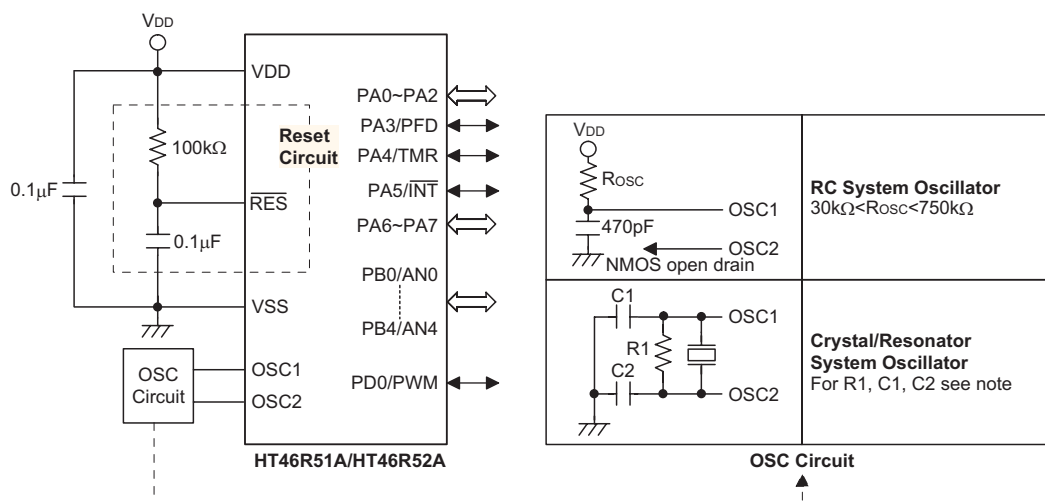 VDD
VDD
PA0~PA2
Reset
Circuit
PA3/PFD
100kΩ
PA4/TMR
0.1μF
RES
PA5/INT
PA6~PA7
0.1μF
PB0/AN0
VSS
PB4/AN4
OSC
Circuit
OSC1
OSC2
PD0/PWM
HT46R51A/HT46R52A
VDD
ROSC
OSC1
470pF
OSC2
NMOS open drain
RC System Oscillator
30kΩ<ROSC<750kΩ
C1
OSC1
R1
C2
OSC2
Crystal/Resonator
System Oscillator
For R1, C1, C2 see note
OSC Circuit